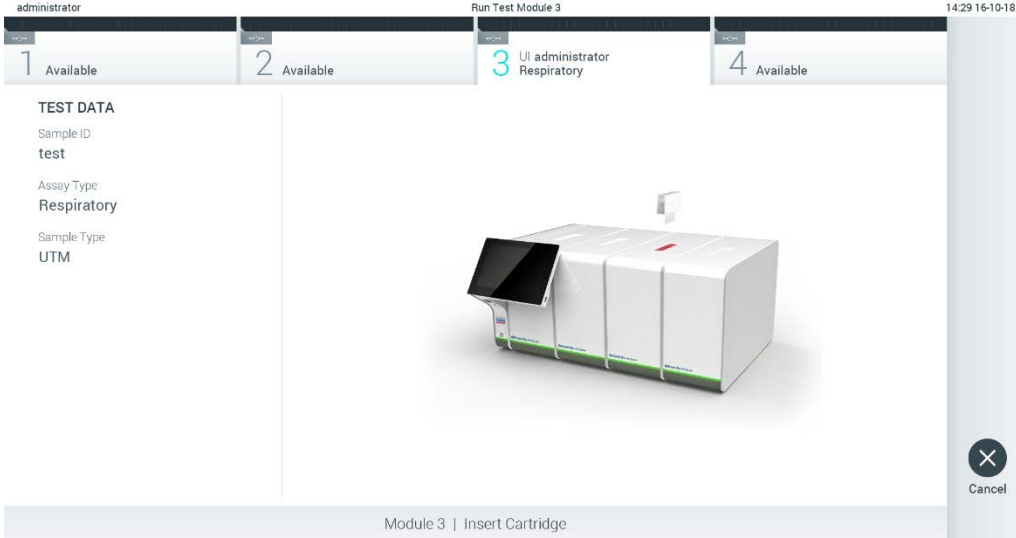 administrator
Run Test Module 3
14:29 16-10-18
--:--
--:--
--:--
--:--
1 Available
2 Available
3 UI administrator
Respiratory
4 Available
TEST DATA
Sample ID
test
Assay Type
Respiratory
Sample Type
UTM
Cancel
Module 3 | Insert Cartridge